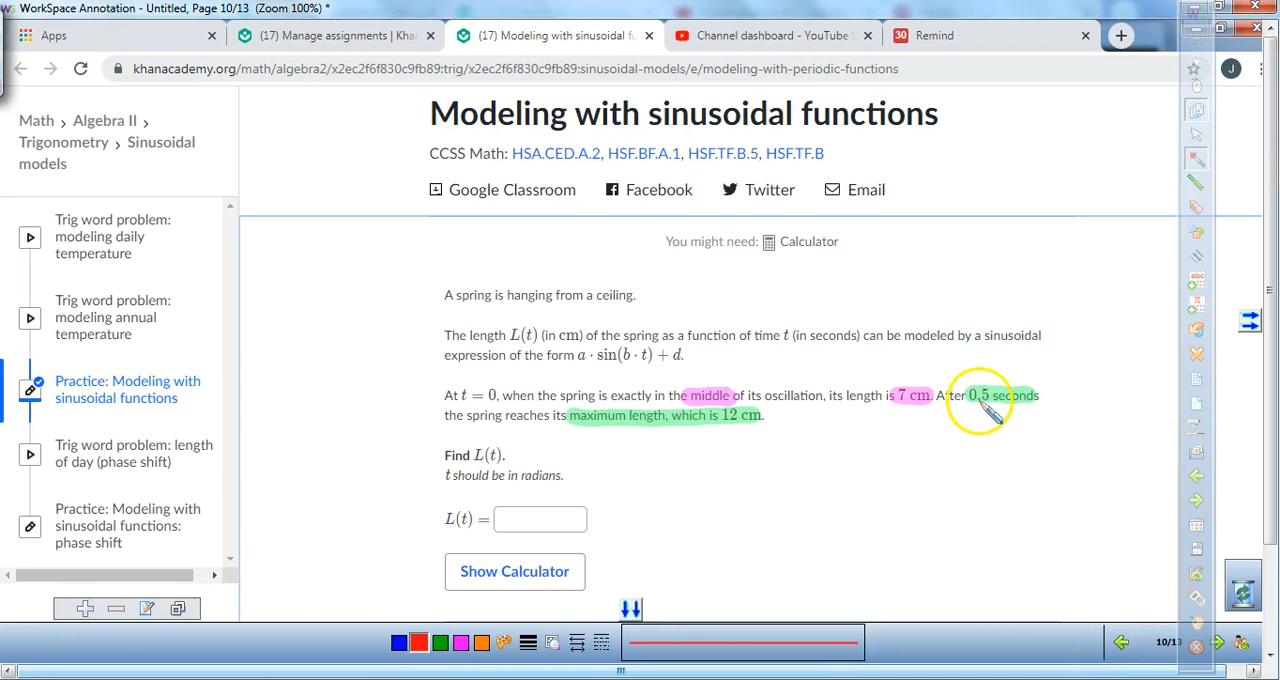 WorkSpace Annotation - Untitled, Page 10/13 (Zoom 100%) *
Apps
(17) Manage assignments | Kha
(17) Modeling with sinusoidal fu
Channel dashboard - YouTube S
30 Remind
khanacademy.org/math/algebra2/x2ec2f6f830c9fb89:trig/x2ec2f6f830c9fb89:sinusoidal-models/e/modeling-with-periodic-functions
J
Math > Algebra II >
Trigonometry > Sinusoidal
models
Trig word problem:
modeling daily
temperature
Trig word problem:
modeling annual
temperature
Practice: Modeling with
sinusoidal functions
Trig word problem: length
of day (phase shift)
Practice: Modeling with
sinusoidal functions:
phase shift
Modeling with sinusoidal functions
CCSS Math: HSA.CED.A.2, HSF.BF.A.1, HSF.TF.B.5, HSF.TF.B
Google Classroom Facebook Twitter Email
You might need: Calculator
A spring is hanging from a ceiling.
The length L(t) (in cm) of the spring as a function of time t (in seconds) can be modeled by a sinusoidal
expression of the form a · sin(b · t) + d.
At t = 0, when the spring is exactly in the middle of its oscillation, its length is 7 cm. After 0.5 seconds
the spring reaches its maximum length, which is 12 cm.
Find L(t).
t should be in radians.
L(t) =
Show Calculator
10/13
abc